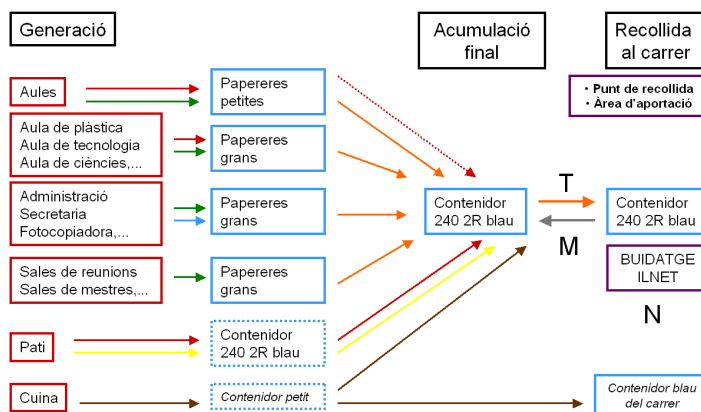 Generació
Acumulació
final
Recollida
al carrer
• Punt de recollida
• Àrea d'aportació
Aules
Papereres
petites
Aula de plàstica
Aula de tecnologia
Aula de ciències,...
Papereres
grans
Administració
Secretaria
Fotocopiadora,...
Papereres
grans
Contenidor
240 2R blau
T
M
Contenidor
240 2R blau
Sales de reunions
Sales de mestres,...
Papereres
grans
BUIDATGE
ILNET
N
Pati
Contenidor
240 2R blau
Cuina
Contenidor petit
Contenidor blau
del carrer